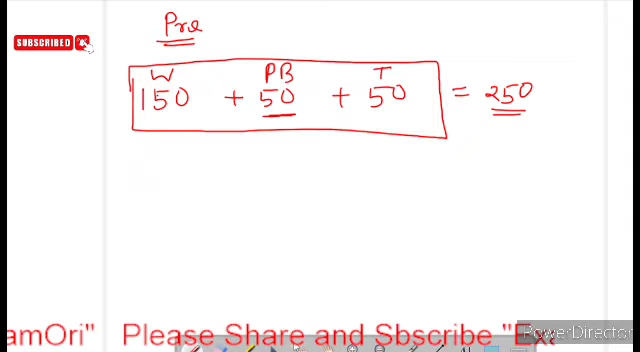 Pre
SUBSCRIBED
W PB T
150 + 50 + 50 = 250
PowerDirector
amOri" Please Share and Sbscribe "Ex